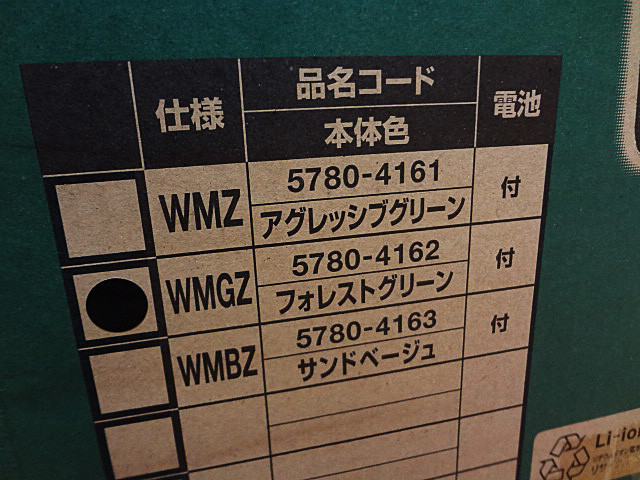 仕様 品名コード 電池
本体色
WMZ 5780-4161 付
アグレッシブグリーン
WMGZ 5780-4162 付
フォレストグリーン
WMBZ 5780-4163 付
サンドベージュ
Li-ion